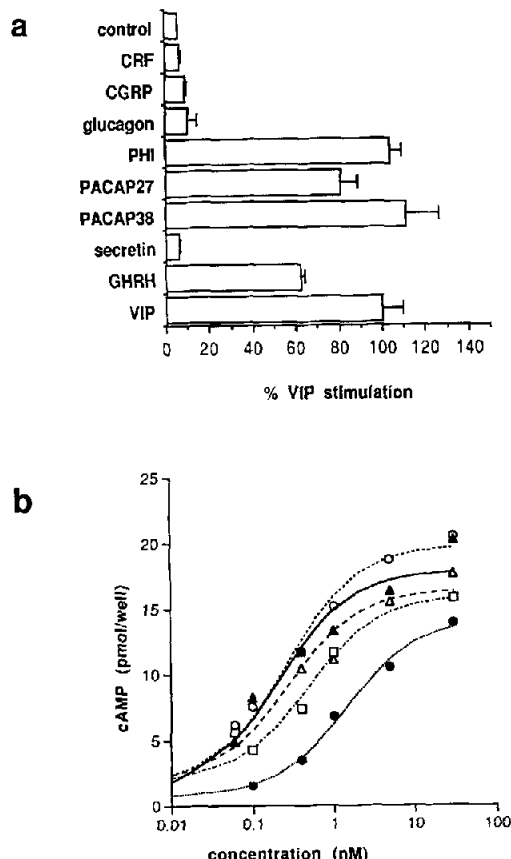 a
control
CRF
CGRP
glucagon
PHI
PACAP27
PACAP38
secretin
GHRH
VIP
0 20 40 60 80 100 120 140
% VIP stimulation
b
25
20
15
10
5
0
cAMP (pmol/well)
0.01 0.1 1 10 100
concentration (nM)